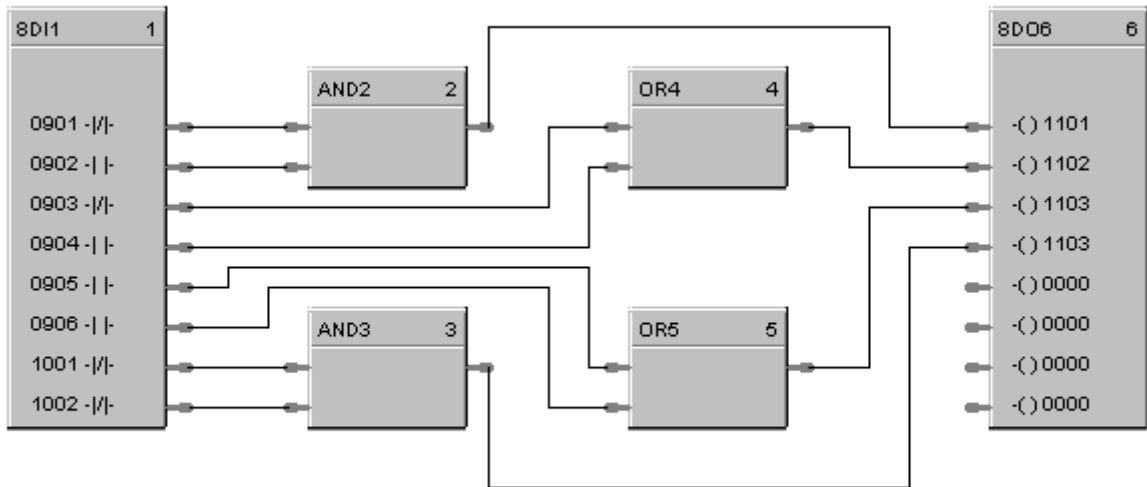 8DI1 1
0901 -|/|-
0902 -| |-
0903 -|/|-
0904 -| |-
0905 -| |-
0906 -| |-
1001 -|/|-
1002 -|/|-
AND2 2
AND3 3
OR4 4
OR5 5
8DO6 6
-( ) 1101
-( ) 1102
-( ) 1103
-( ) 1103
-( ) 0000
-( ) 0000
-( ) 0000
-( ) 0000